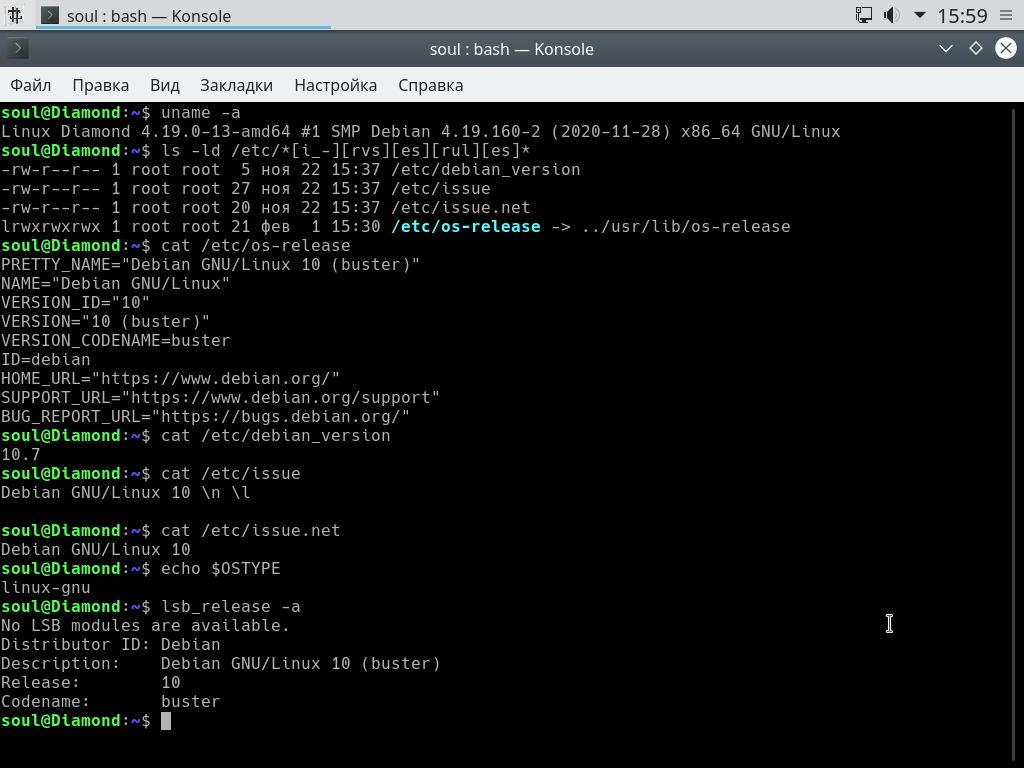 soul : bash — Konsole
15:59
soul : bash — Konsole
Файл Правка Вид Закладки Настройка Справка
soul@Diamond:~$ uname -a
Linux Diamond 4.19.0-13-amd64 #1 SMP Debian 4.19.160-2 (2020-11-28) x86_64 GNU/Linux
soul@Diamond:~$ ls -ld /etc/*[i_-][rvs][es][rul][es]*
-rw-r--r-- 1 root root  5 ноя 22 15:37 /etc/debian_version
-rw-r--r-- 1 root root 27 ноя 22 15:37 /etc/issue
-rw-r--r-- 1 root root 20 ноя 22 15:37 /etc/issue.net
lrwxrwxrwx 1 root root 21 фев  1 15:30 /etc/os-release -> ../usr/lib/os-release
soul@Diamond:~$ cat /etc/os-release
PRETTY_NAME="Debian GNU/Linux 10 (buster)"
NAME="Debian GNU/Linux"
VERSION_ID="10"
VERSION="10 (buster)"
VERSION_CODENAME=buster
ID=debian
HOME_URL="https://www.debian.org/"
SUPPORT_URL="https://www.debian.org/support"
BUG_REPORT_URL="https://bugs.debian.org/"
soul@Diamond:~$ cat /etc/debian_version
10.7
soul@Diamond:~$ cat /etc/issue
Debian GNU/Linux 10 \n \l

soul@Diamond:~$ cat /etc/issue.net
Debian GNU/Linux 10
soul@Diamond:~$ echo $OSTYPE
linux-gnu
soul@Diamond:~$ lsb_release -a
No LSB modules are available.
Distributor ID: Debian
Description:    Debian GNU/Linux 10 (buster)
Release:        10
Codename:       buster
soul@Diamond:~$